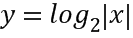 y = log₂|x|